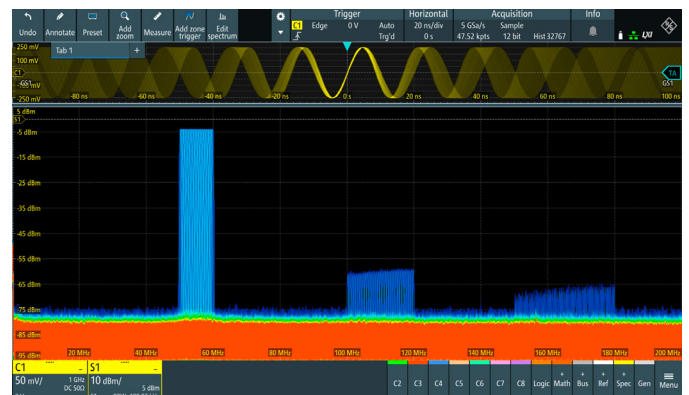 Undo Annotate Preset Add zoom Measure Add zone trigger Edit spectrum
Trigger Horizontal Acquisition Info
C1 Edge 0 V Auto 20 ns/div 5 GSa/s Sample
Trg'd 0 s 47.52 kpts 12 bit Hist 32767 LXI
250 mV Tab 1 +
100 mV
C1 TA
GS1 GS1
-250 mV -80 ns -60 ns -40 ns -20 ns 0 s 20 ns 40 ns 60 ns 80 ns 100 ns
5 dBm
S1
-5 dBm
-15 dBm
-25 dBm
-35 dBm
-45 dBm
-55 dBm
-65 dBm
-75 dBm
-85 dBm
-95 dBm 20 MHz 40 MHz 60 MHz 80 MHz 100 MHz 120 MHz 140 MHz 160 MHz 180 MHz 200 MHz
C1 S1
50 mV/ 1 GHz 10 dBm/
DC 50Ω 5 dBm
C2 C3 C4 C5 C6 C7 C8 Logic + Math + Bus + Ref + Spec Gen Menu